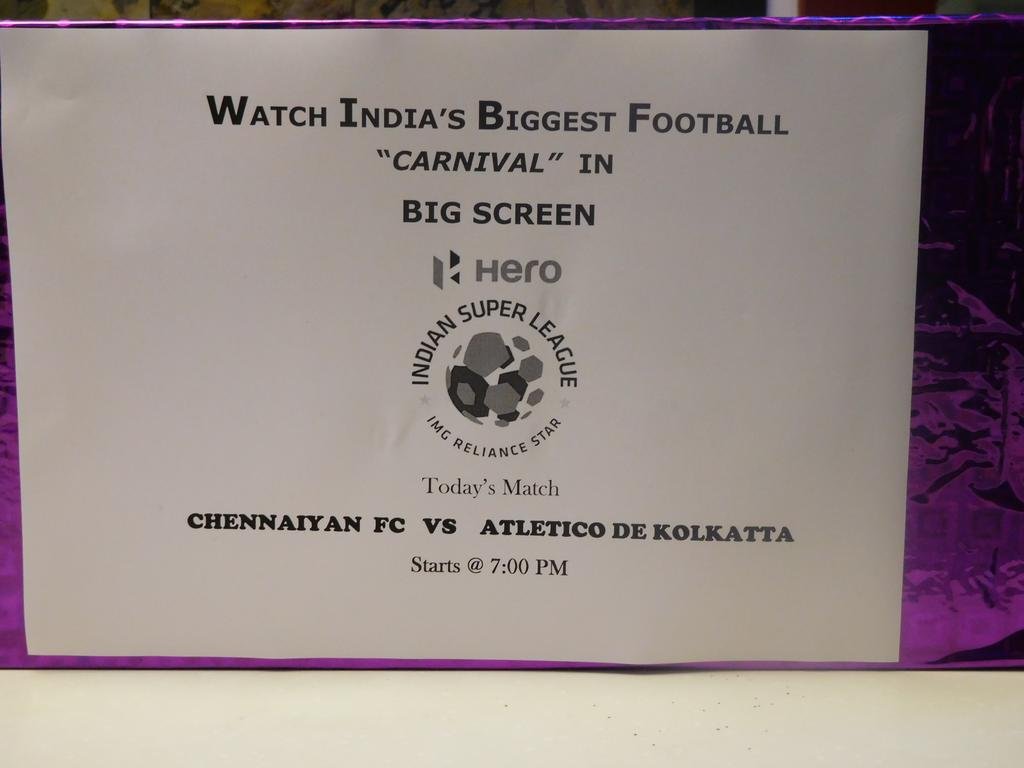 WATCH INDIA'S BIGGEST FOOTBALL
"CARNIVAL" IN
BIG SCREEN
Hero
INDIAN SUPER LEAGUE
IMG RELIANCE STAR
Today's Match
CHENNAIYAN FC VS ATLETICO DE KOLKATTA
Starts @ 7:00 PM